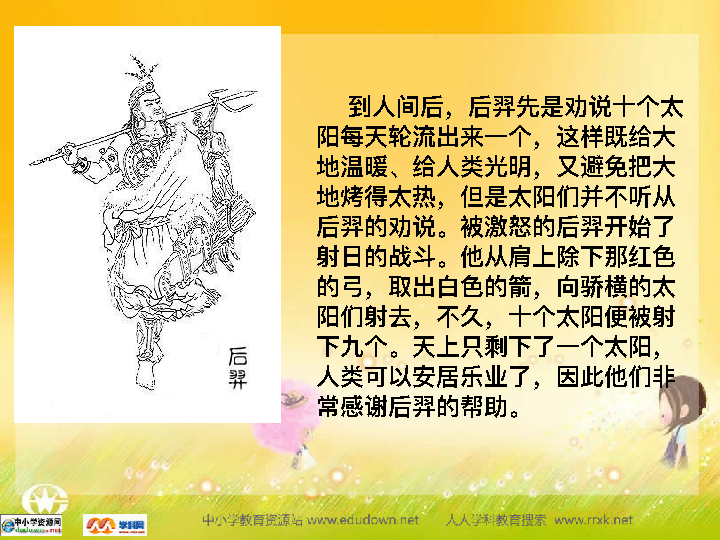 到人间后，后羿先是劝说十个太
阳每天轮流出来一个，这样既给大
地温暖、给人类光明，又避免把大
地烤得太热，但是太阳们并不听从
后羿的劝说。被激怒的后羿开始了
射日的战斗。他从肩上除下那红色
的弓，取出白色的箭，向骄横的太
阳们射去，不久，十个太阳便被射
下九个。天上只剩下了一个太阳，
人类可以安居乐业了，因此他们非
常感谢后羿的帮助。
后羿
中小学资源网
学科网
中小学教育资源站 www.edudown.net 人人学科教育搜索 www.rrxk.net